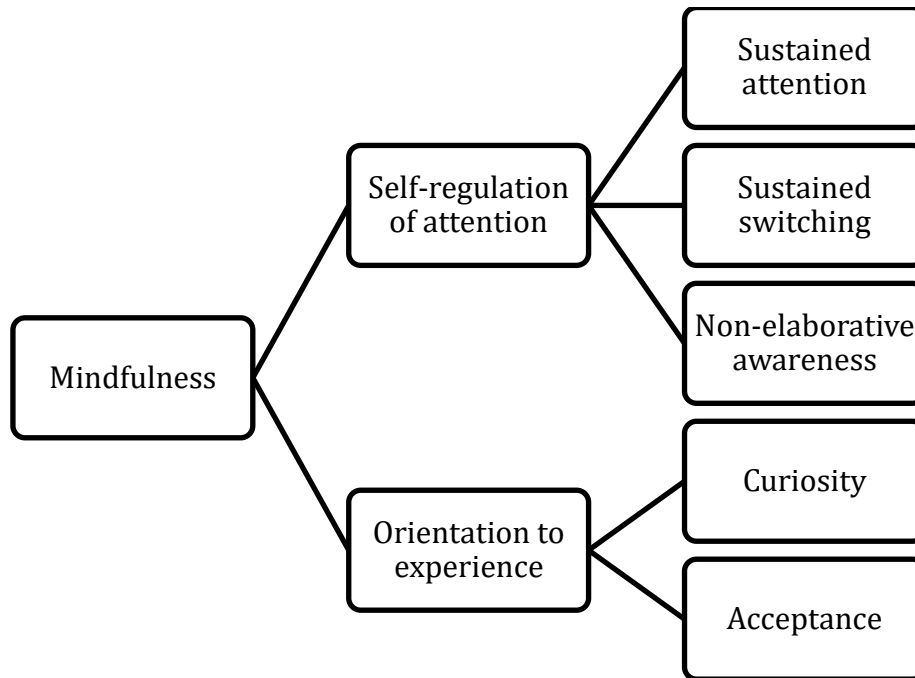 Mindfulness
Self-regulation
of attention
Sustained
attention
Sustained
switching
Non-elaborative
awareness
Orientation to
experience
Curiosity
Acceptance